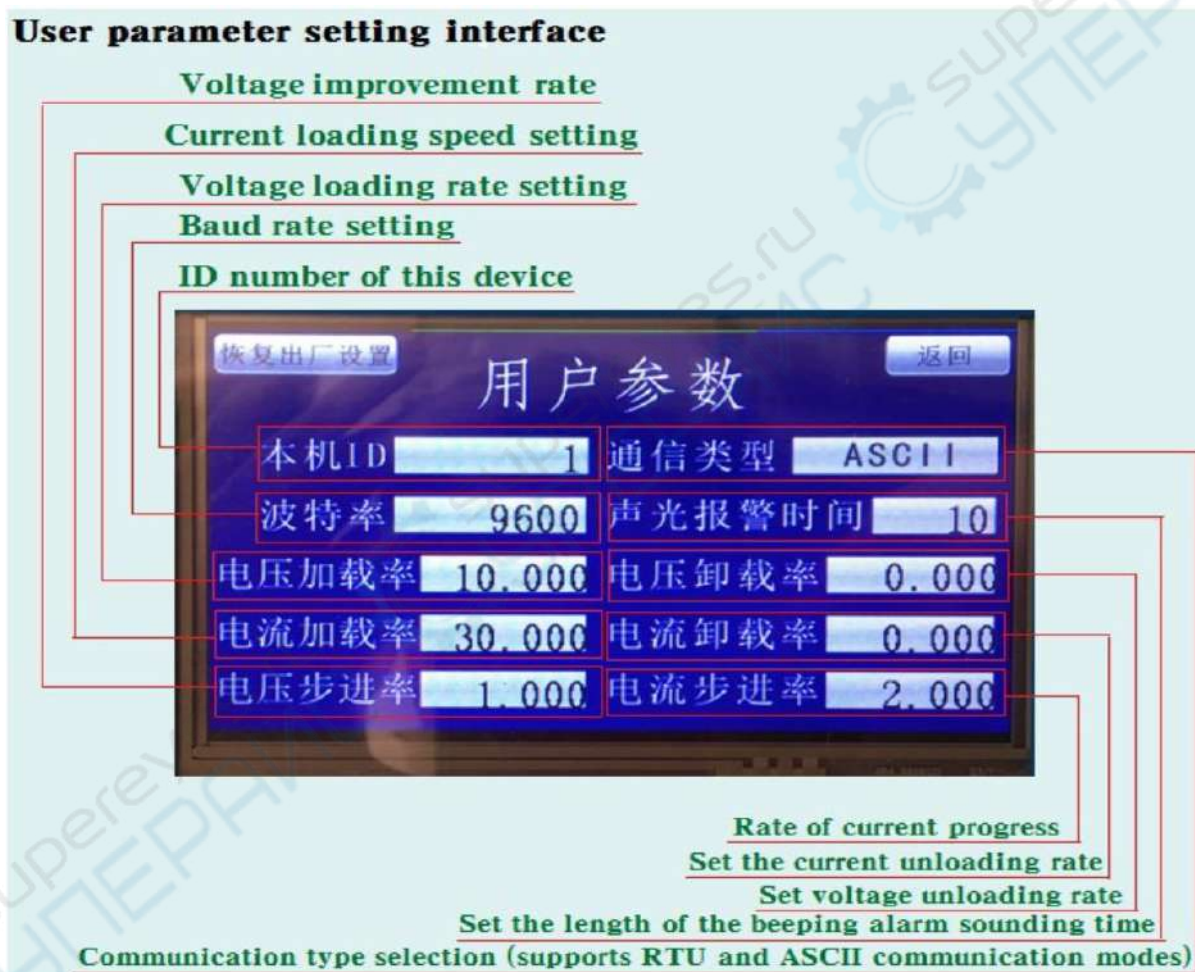 User parameter setting interface
Voltage improvement rate
Current loading speed setting
Voltage loading rate setting
Baud rate setting
ID number of this device
恢复出厂设置 用户参数 返回
本机ID 1 通信类型 ASCII
波特率 9600 声光报警时间 10
电压加载率 10.000 电压卸载率 0.000
电流加载率 30.000 电流卸载率 0.000
电压步进率 1.000 电流步进率 2.000
Rate of current progress
Set the current unloading rate
Set voltage unloading rate
Set the length of the beeping alarm sounding time
Communication type selection (supports RTU and ASCII communication modes)